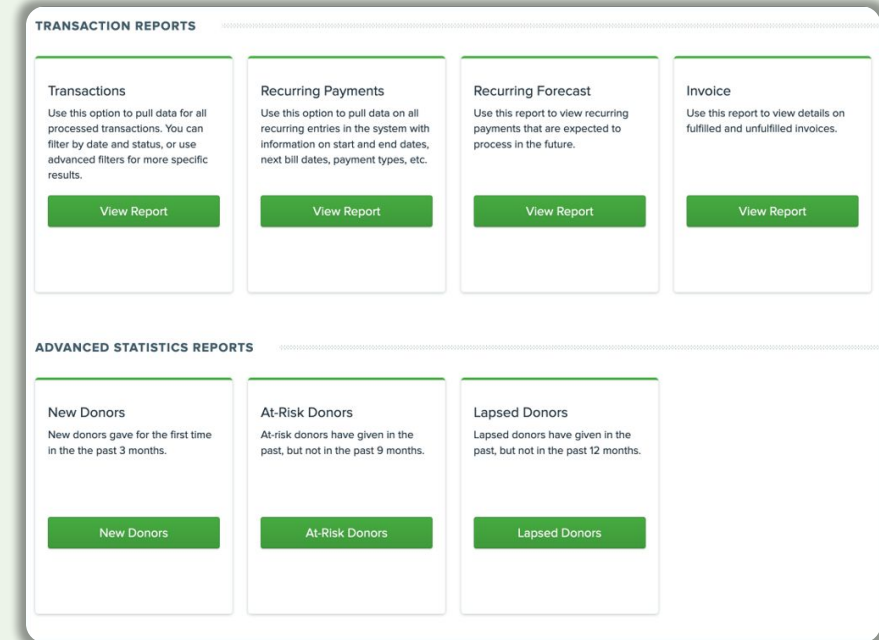 TRANSACTION REPORTS
Transactions
Use this option to pull data for all
processed transactions. You can
filter by date and status, or use
advanced filters for more specific
results.
View Report
Recurring Payments
Use this option to pull data on all
recurring entries in the system with
information on start and end dates,
next bill dates, payment types, etc.
View Report
Recurring Forecast
Use this report to view recurring
payments that are expected to
process in the future.
View Report
Invoice
Use this report to view details on
fulfilled and unfulfilled invoices.
View Report
ADVANCED STATISTICS REPORTS
New Donors
New donors gave for the first time
in the the past 3 months.
New Donors
At-Risk Donors
At-risk donors have given in the
past, but not in the past 9 months.
At-Risk Donors
Lapsed Donors
Lapsed donors have given in the
past, but not in the past 12 months.
Lapsed Donors